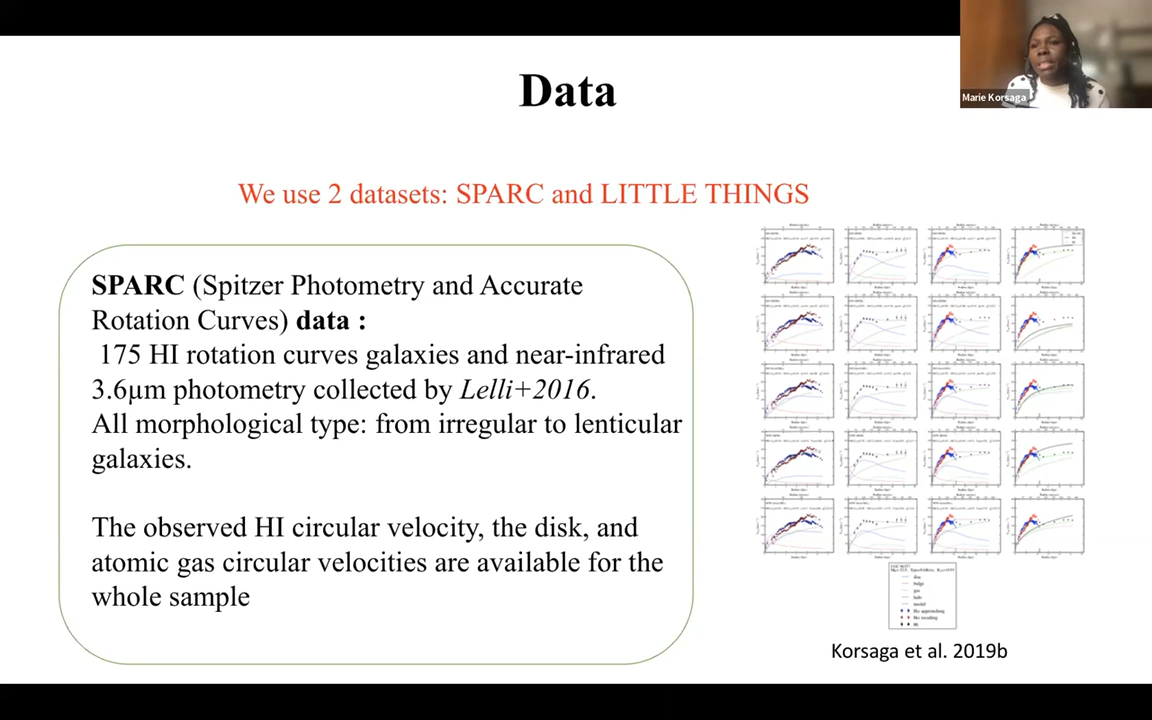 Marie Korsaga
Data
We use 2 datasets: SPARC and LITTLE THINGS
SPARC (Spitzer Photometry and Accurate
Rotation Curves) data :
175 HI rotation curves galaxies and near-infrared
3.6µm photometry collected by Lelli+2016.
All morphological type: from irregular to lenticular
galaxies.
The observed HI circular velocity, the disk, and
atomic gas circular velocities are available for the
whole sample
Korsaga et al. 2019b